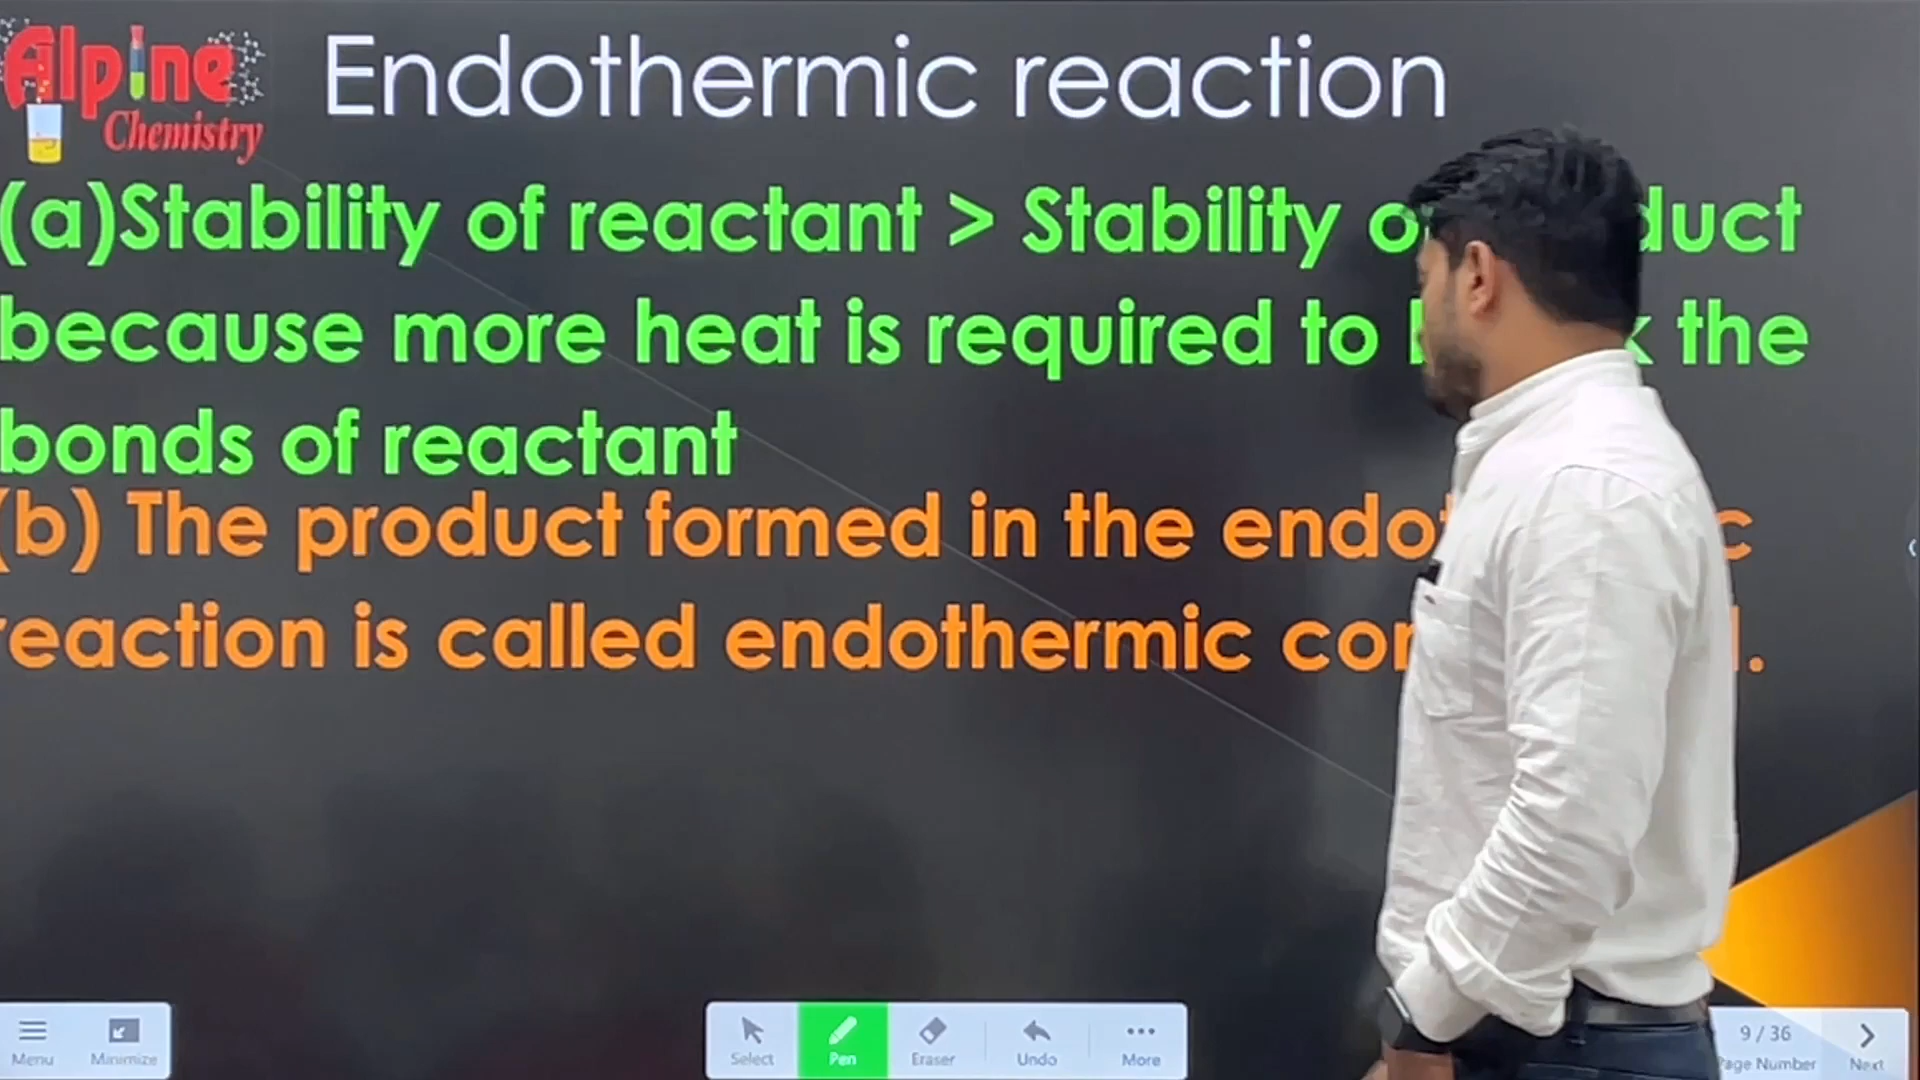 Alpine
Chemistry
Endothermic reaction
(a)Stability of reactant > Stability
because more heat is required to the
bonds of reactant
(b) The product formed in the
reaction is called endothermic
Menu
Minimize
Select
Pen
Eraser
Undo
More
9 / 36
Page Number
Next